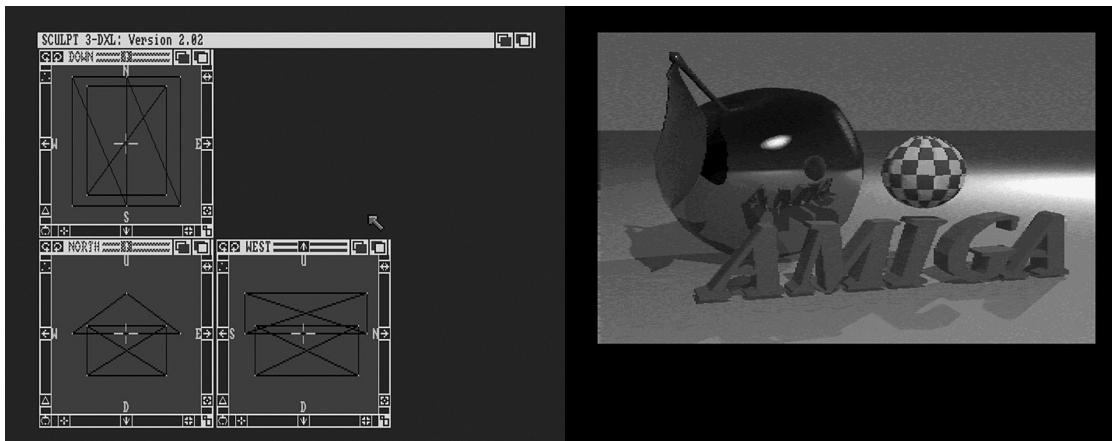 SCULPT 3-DXL: Version 2.02
DOWN
N
W E
S
NORTH
U
W E
D
WEST
U
S N
D
AMIGA